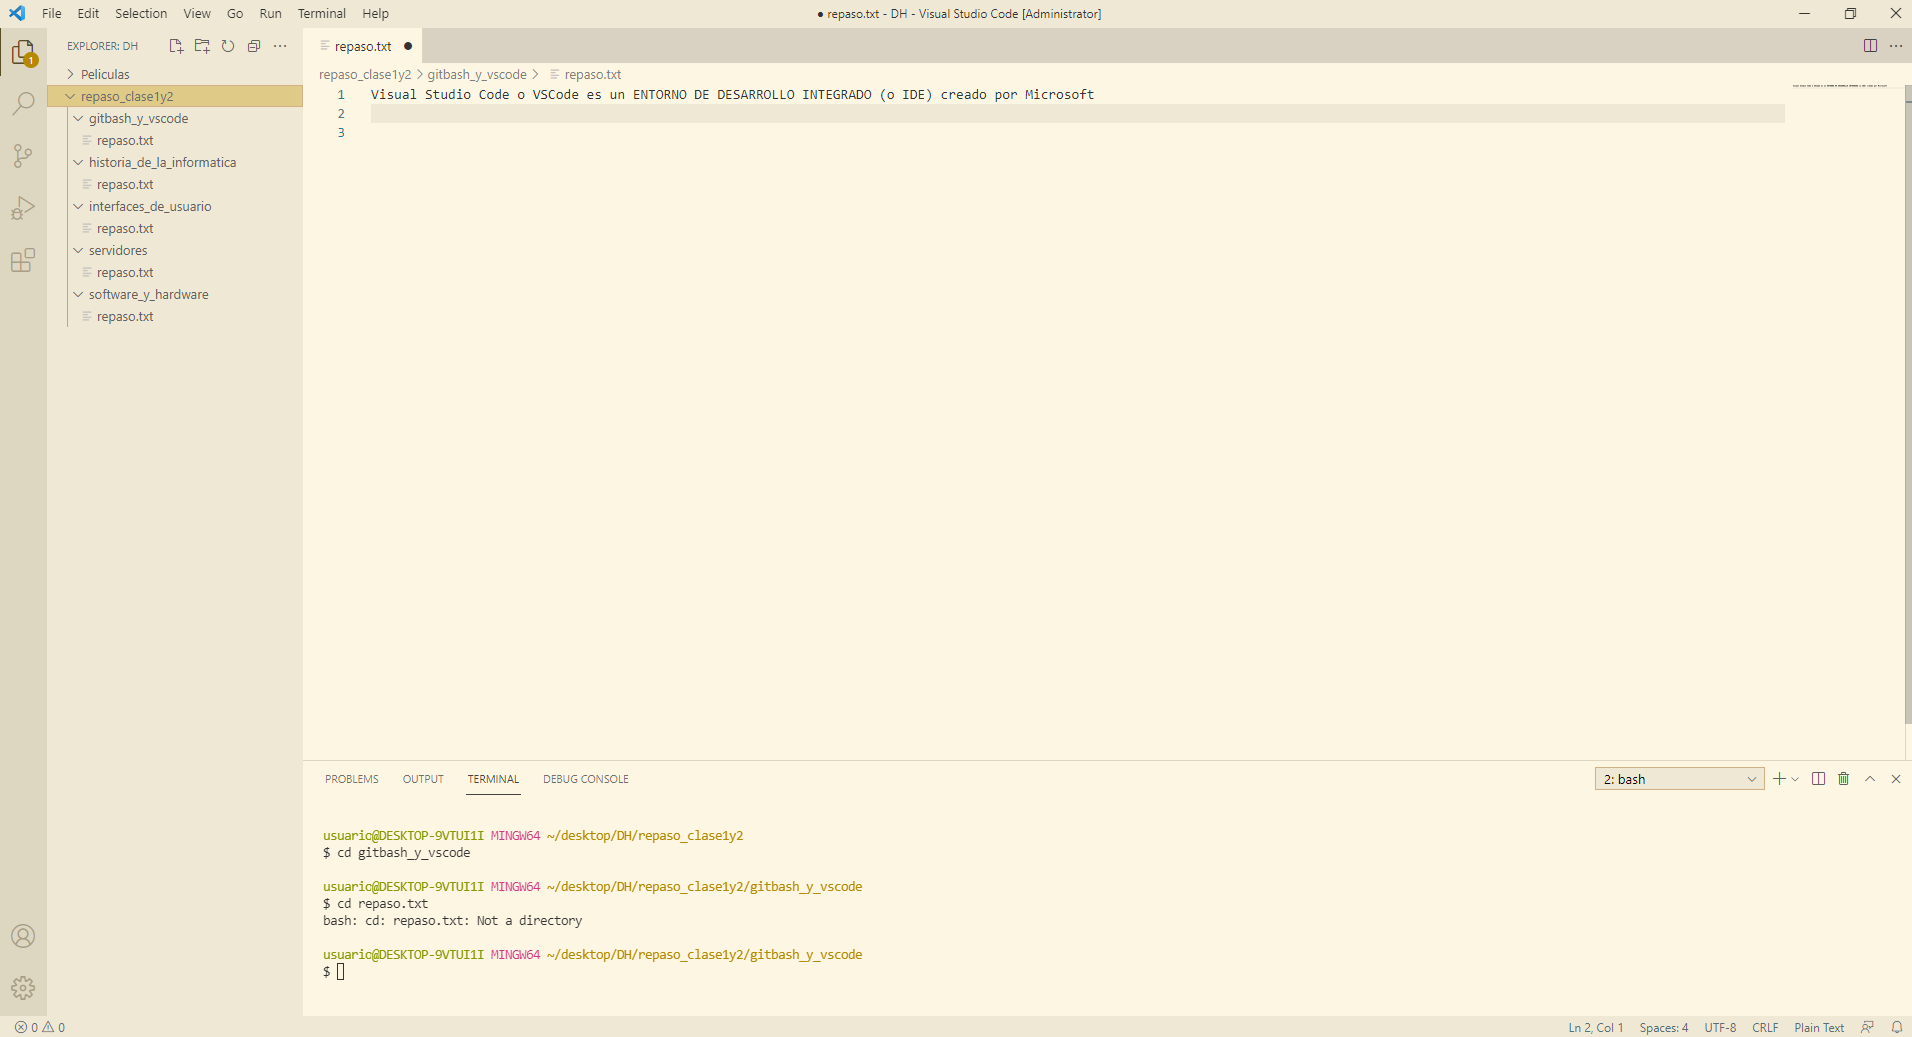 File Edit Selection View Go Run Terminal Help
● repaso.txt - DH - Visual Studio Code [Administrator]
EXPLORER: DH
1
Peliculas
repaso_clase1y2
gitbash_y_vscode
repaso.txt
historia_de_la_informatica
repaso.txt
interfaces_de_usuario
repaso.txt
servidores
repaso.txt
software_y_hardware
repaso.txt
repaso.txt
repaso_clase1y2 > gitbash_y_vscode > repaso.txt
1 Visual Studio Code o VSCode es un ENTORNO DE DESARROLLO INTEGRADO (o IDE) creado por Microsoft
2
3
PROBLEMS OUTPUT TERMINAL DEBUG CONSOLE
2: bash
usuario@DESKTOP-9VTUI1I MINGW64 ~/desktop/DH/repaso_clase1y2
$ cd gitbash_y_vscode
usuario@DESKTOP-9VTUI1I MINGW64 ~/desktop/DH/repaso_clase1y2/gitbash_y_vscode
$ cd repaso.txt
bash: cd: repaso.txt: Not a directory
usuario@DESKTOP-9VTUI1I MINGW64 ~/desktop/DH/repaso_clase1y2/gitbash_y_vscode
$
0 0
Ln 2, Col 1 Spaces: 4 UTF-8 CRLF Plain Text